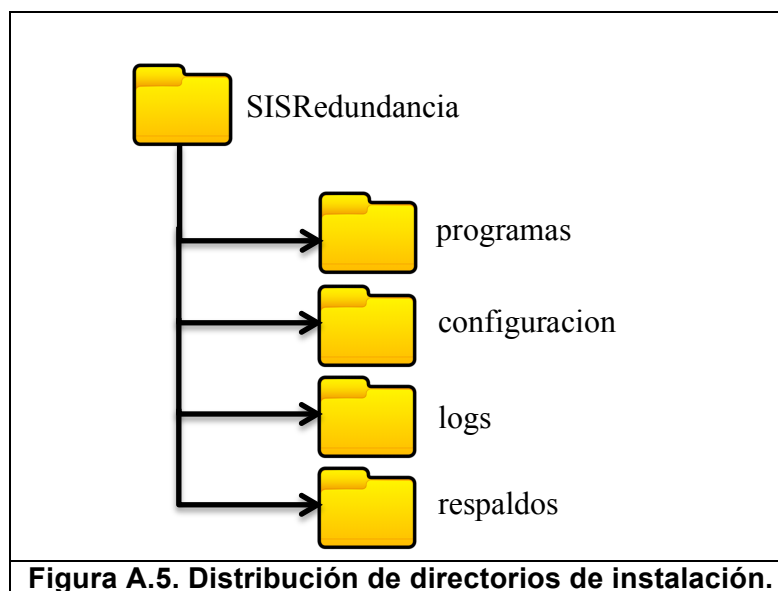 SISRedundancia
programas
configuracion
logs
respaldos
Figura A.5. Distribución de directorios de instalación.